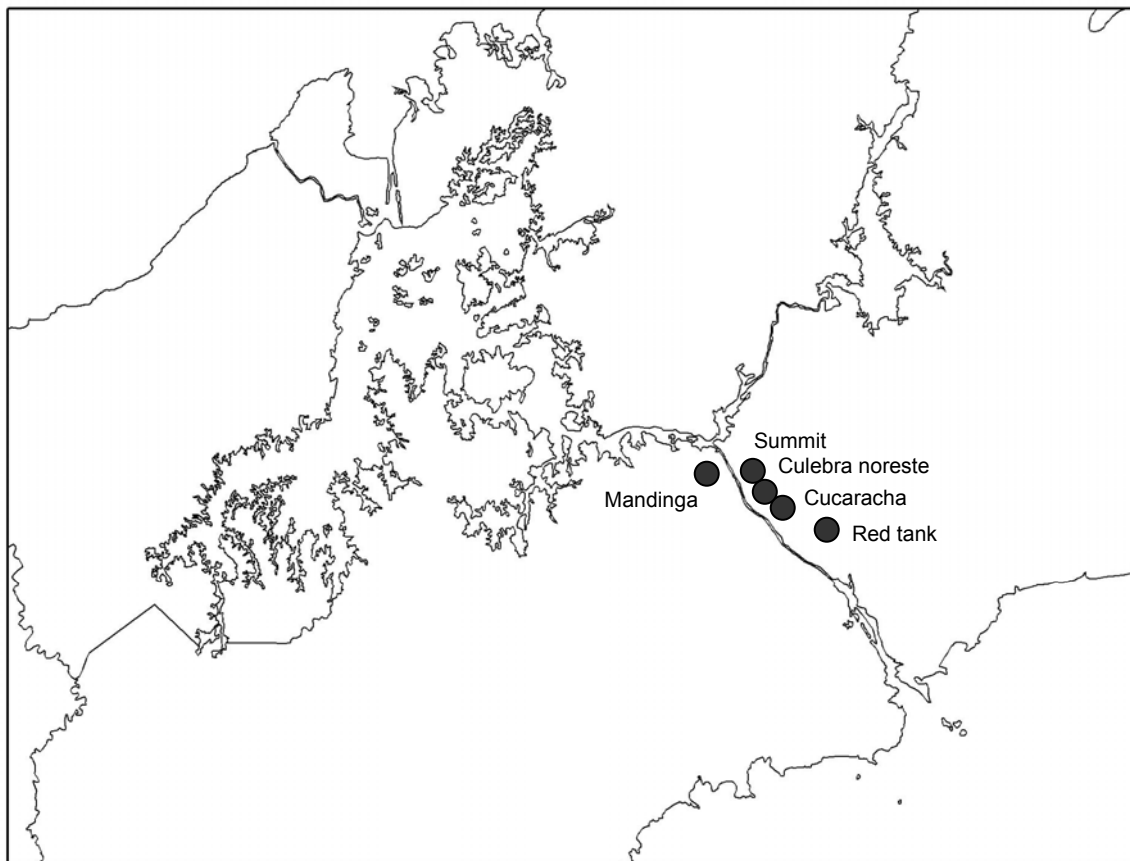 Summit
Culebra noreste
Mandinga
Cucaracha
Red tank